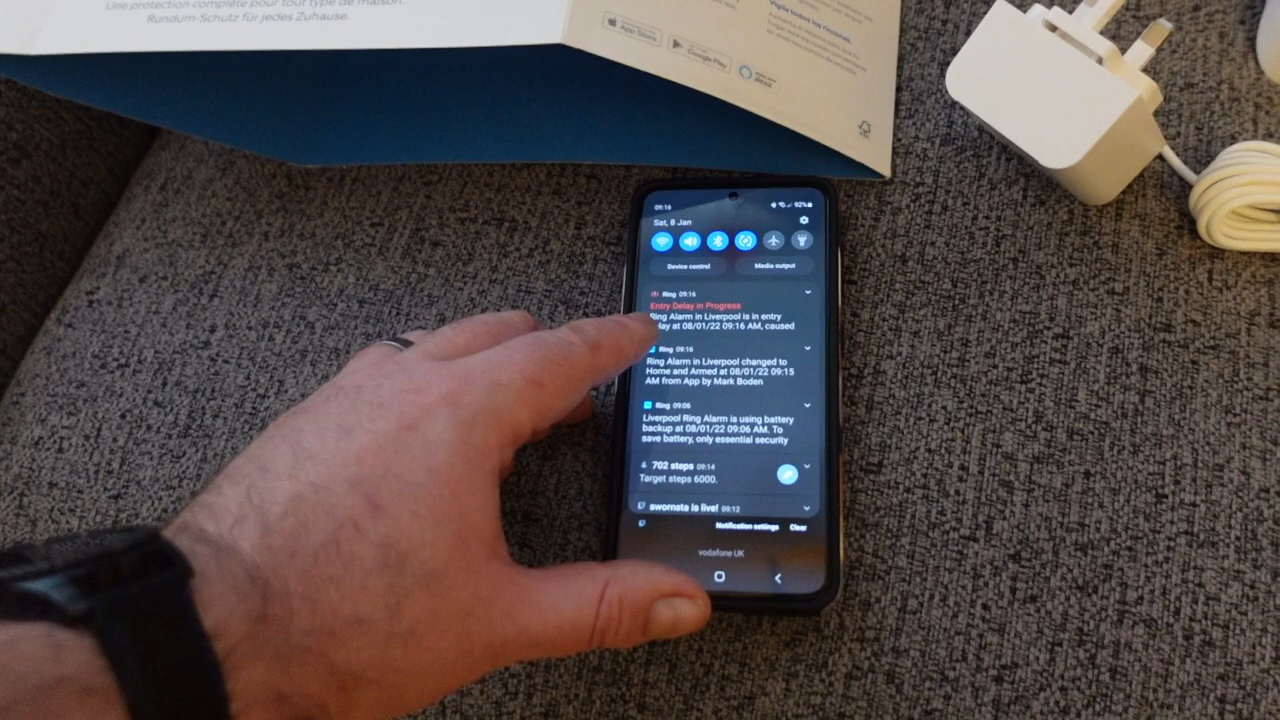 Une protection complète pour tout type de maison.
Rundum-Schutz für jedes Zuhause.
Vigila todos los rincones.
App Store
Google Play
alexa
09:16
92%
Sat, 8 Jan
Device control
Media output
Ring 09:16
Entry Delay in Progress
Ring Alarm in Liverpool is in entry
at 08/01/22 09:16 AM, caused
Ring 09:16
Ring Alarm in Liverpool changed to
Home and Armed at 08/01/22 09:15
AM from App by Mark Boden
Ring 09:06
Liverpool Ring Alarm is using battery
backup at 08/01/22 09:06 AM. To
save battery, only essential security
702 steps 09:14
Target steps 6000.
swornsta is live! 09:12
Notification settings
Clear
vodafone UK